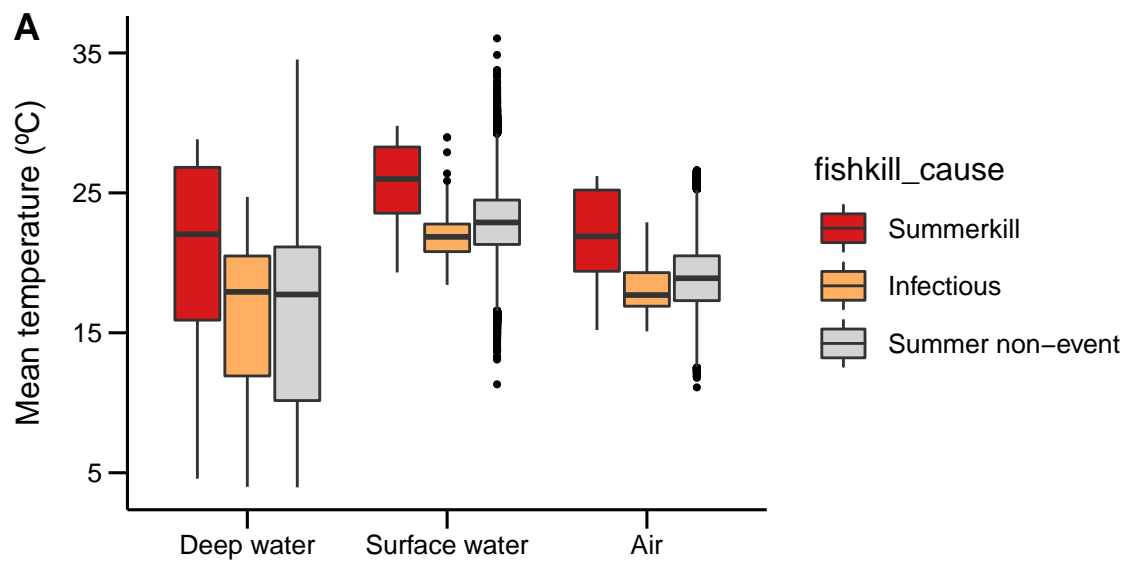 A
Mean temperature (ºC)
35
25
15
5
Deep water
Surface water
Air
fishkill_cause
Summerkill
Infectious
Summer non−event